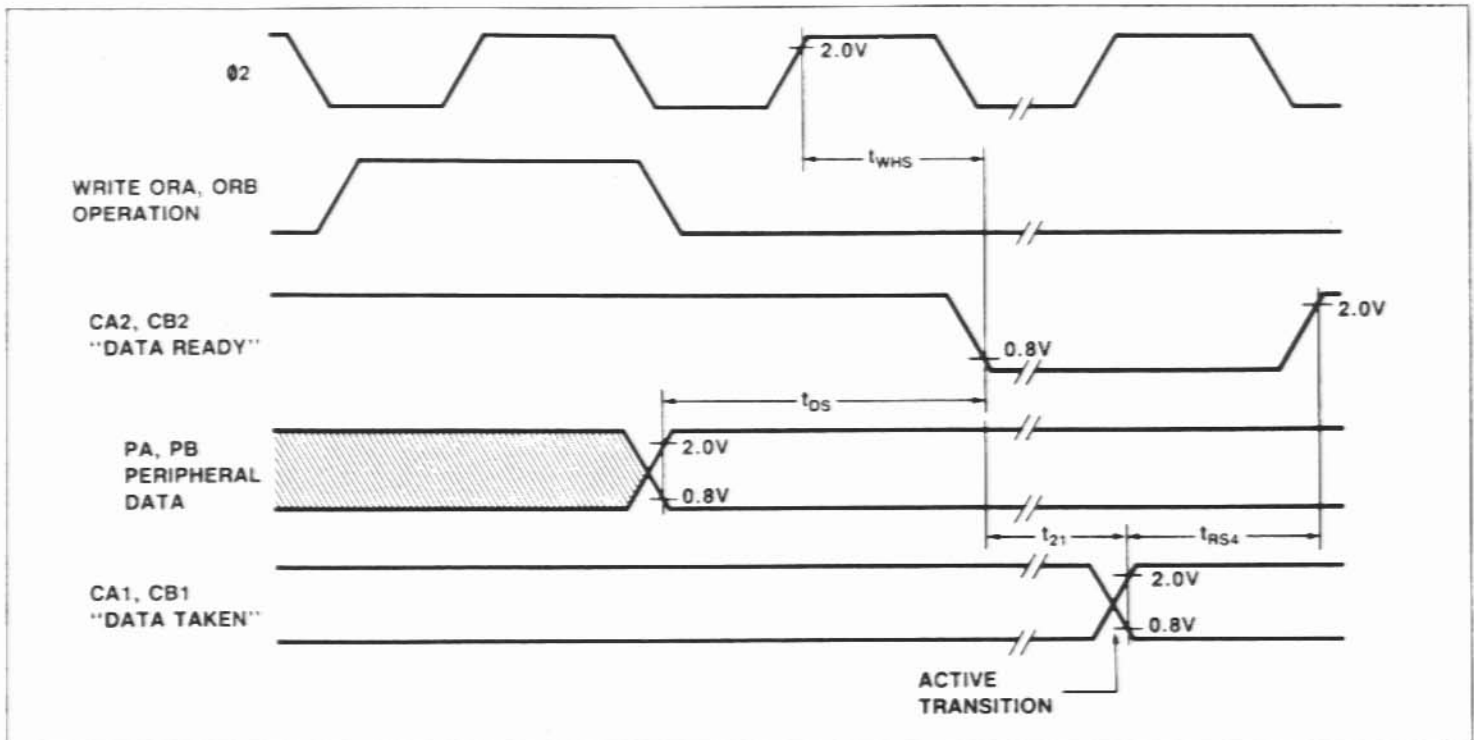 Ø2
2.0V
tWHS
WRITE ORA, ORB
OPERATION
CA2, CB2
"DATA READY"
2.0V
0.8V
tDS
PA, PB
PERIPHERAL
DATA
2.0V
0.8V
t21
tRS4
CA1, CB1
"DATA TAKEN"
2.0V
0.8V
ACTIVE
TRANSITION